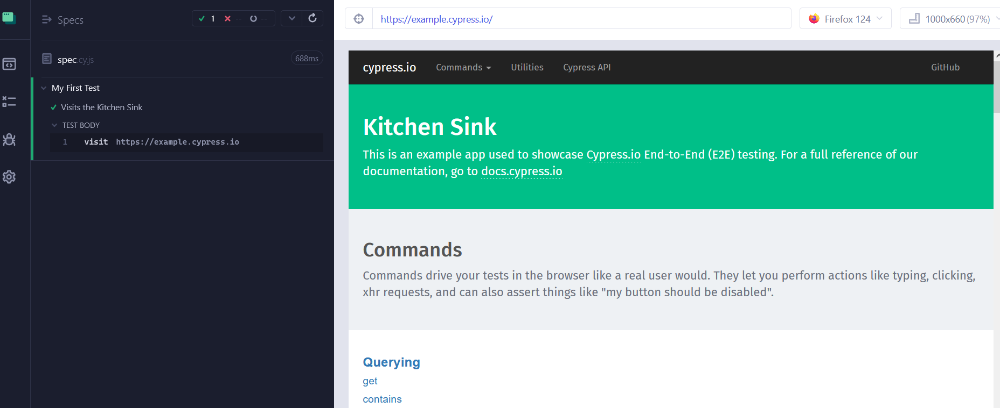 Specs
1 -- --
spec.cy.js
688ms
My First Test
Visits the Kitchen Sink
TEST BODY
1 visit https://example.cypress.io
https://example.cypress.io/
Firefox 124
1000x660 (97%)
cypress.io Commands Utilities Cypress API GitHub
Kitchen Sink
This is an example app used to showcase Cypress.io End-to-End (E2E) testing. For a full reference of our
documentation, go to docs.cypress.io
Commands
Commands drive your tests in the browser like a real user would. They let you perform actions like typing, clicking,
xhr requests, and can also assert things like "my button should be disabled".
Querying
get
contains